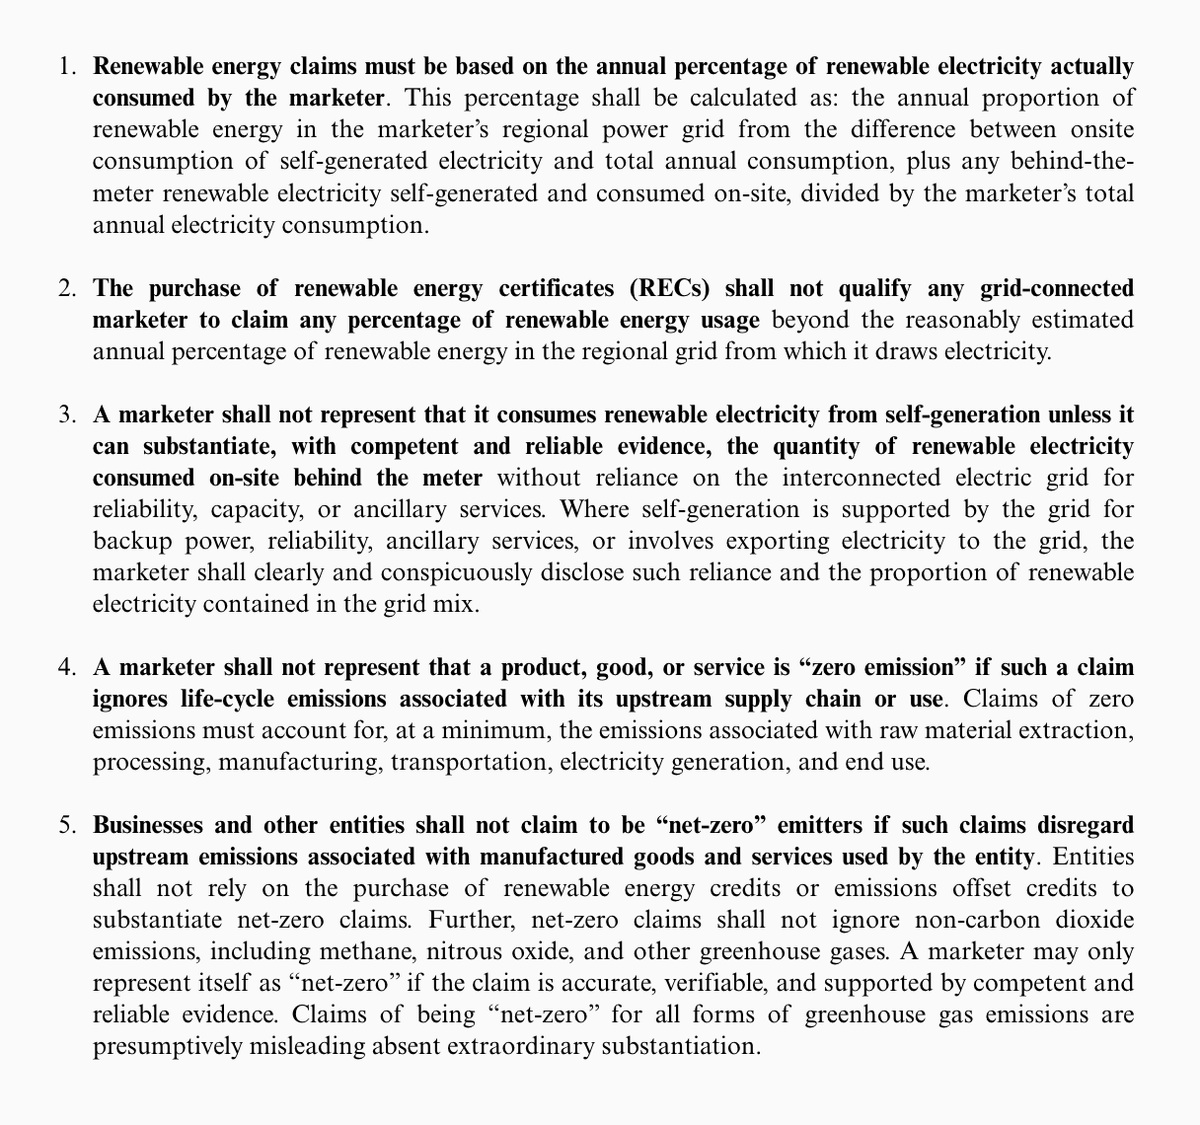 1. Renewable energy claims must be based on the annual percentage of renewable electricity actually
consumed by the marketer. This percentage shall be calculated as: the annual proportion of
renewable energy in the marketer’s regional power grid from the difference between onsite
consumption of self-generated electricity and total annual consumption, plus any behind-the-
meter renewable electricity self-generated and consumed on-site, divided by the marketer’s total
annual electricity consumption.
2. The purchase of renewable energy certificates (RECs) shall not qualify any grid-connected
marketer to claim any percentage of renewable energy usage beyond the reasonably estimated
annual percentage of renewable energy in the regional grid from which it draws electricity.
3. A marketer shall not represent that it consumes renewable electricity from self-generation unless it
can substantiate, with competent and reliable evidence, the quantity of renewable electricity
consumed on-site behind the meter without reliance on the interconnected electric grid for
reliability, capacity, or ancillary services. Where self-generation is supported by the grid for
backup power, reliability, ancillary services, or involves exporting electricity to the grid, the
marketer shall clearly and conspicuously disclose such reliance and the proportion of renewable
electricity contained in the grid mix.
4. A marketer shall not represent that a product, good, or service is “zero emission” if such a claim
ignores life-cycle emissions associated with its upstream supply chain or use. Claims of zero
emissions must account for, at a minimum, the emissions associated with raw material extraction,
processing, manufacturing, transportation, electricity generation, and end use.
5. Businesses and other entities shall not claim to be “net-zero” emitters if such claims disregard
upstream emissions associated with manufactured goods and services used by the entity. Entities
shall not rely on the purchase of renewable energy credits or emissions offset credits to
substantiate net-zero claims. Further, net-zero claims shall not ignore non-carbon dioxide
emissions, including methane, nitrous oxide, and other greenhouse gases. A marketer may only
represent itself as “net-zero” if the claim is accurate, verifiable, and supported by competent and
reliable evidence. Claims of being “net-zero” for all forms of greenhouse gas emissions are
presumptively misleading absent extraordinary substantiation.